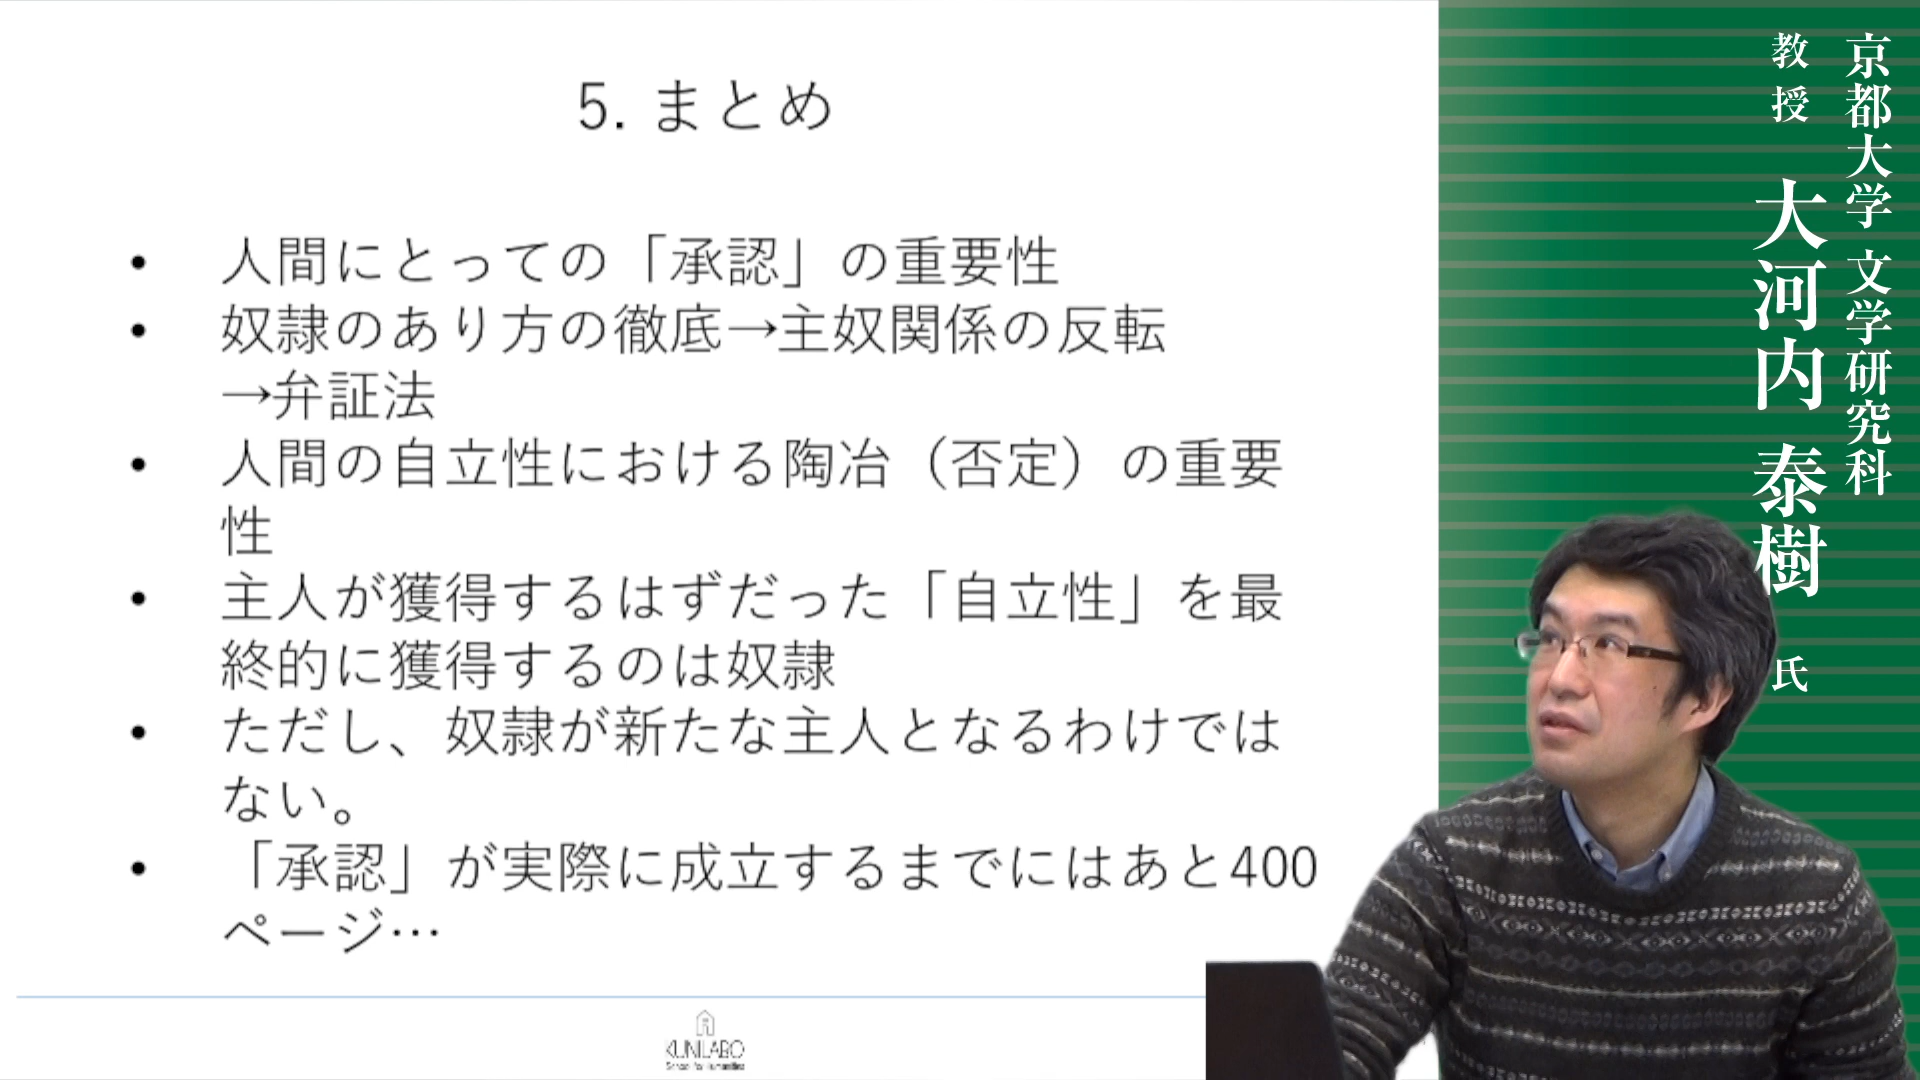 5. まとめ
• 人間にとっての「承認」の重要性
• 奴隷のあり方の徹底→主奴関係の反転
→弁証法
• 人間の自立性における陶冶（否定）の重要
性
• 主人が獲得するはずだった「自立性」を最
終的に獲得するのは奴隷
• ただし、奴隷が新たな主人となるわけでは
ない。
• 「承認」が実際に成立するまでにはあと400
ページ…
KUNILABO
School for Humanities
京都大学 文学研究科
教授 大河内 泰樹 氏